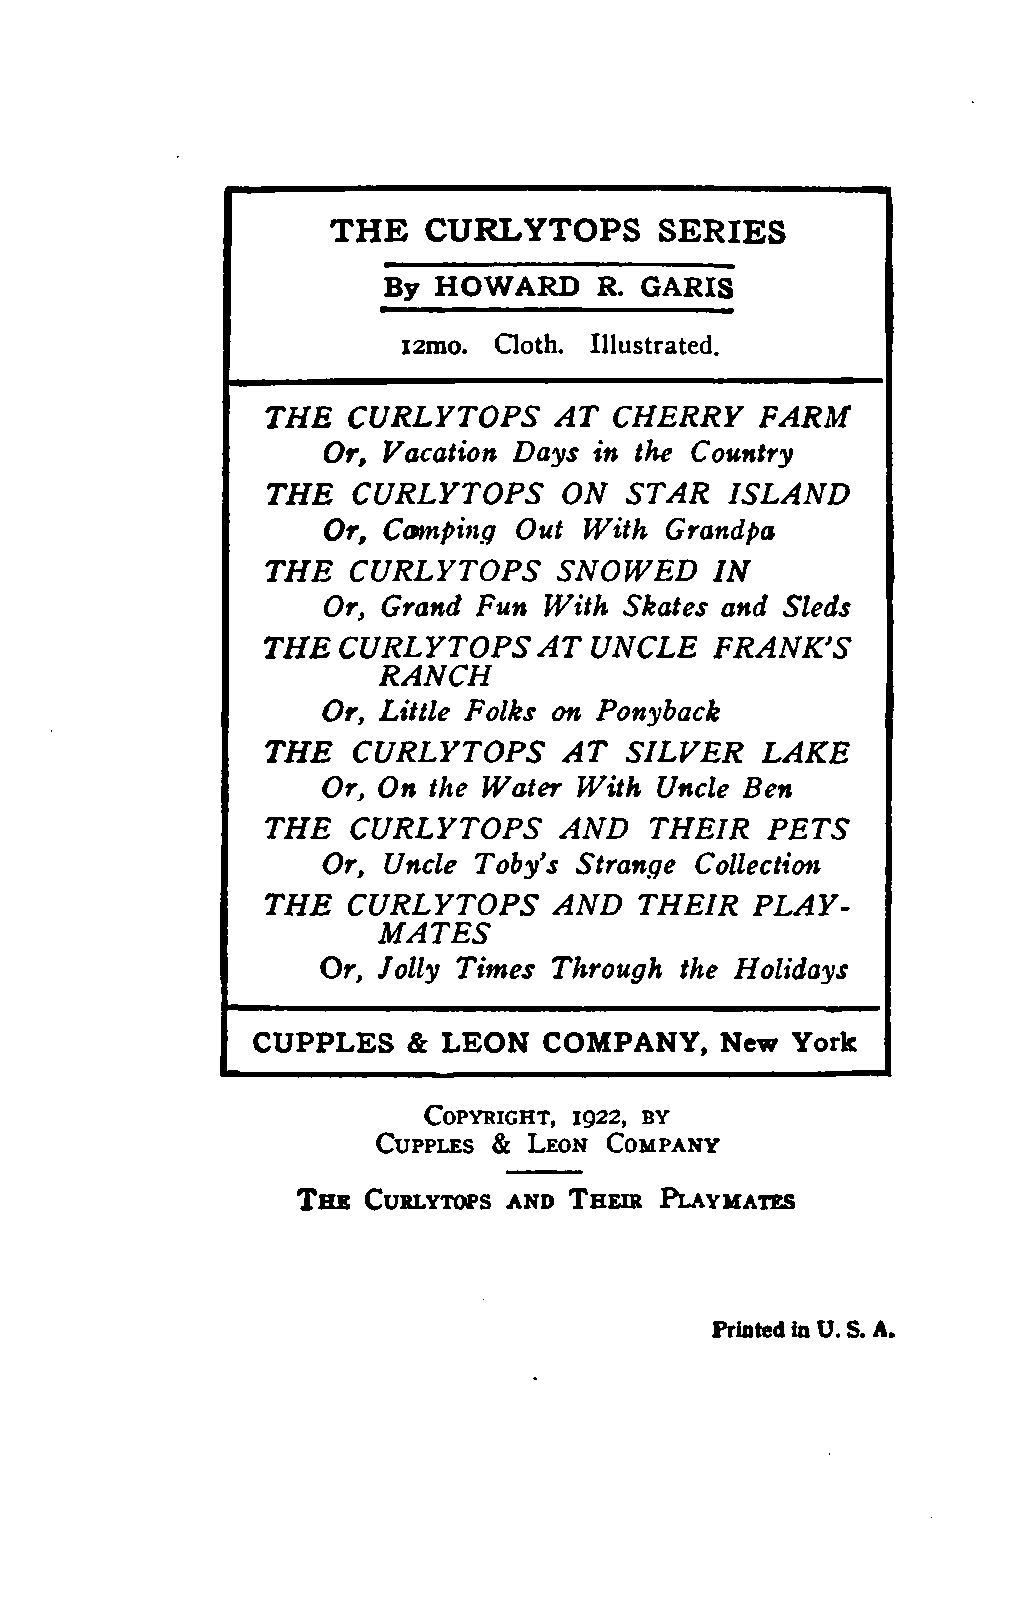 THE CURLYTOPS SERIES
By HOWARD R. GARIS
12mo. Cloth. Illustrated.
THE CURLYTOPS AT CHERRY FARM
Or, Vacation Days in the Country
THE CURLYTOPS ON STAR ISLAND
Or, Camping Out With Grandpa
THE CURLYTOPS SNOWED IN
Or, Grand Fun With Skates and Sleds
THE CURLYTOPS AT UNCLE FRANK'S
RANCH
Or, Little Folks on Ponyback
THE CURLYTOPS AT SILVER LAKE
Or, On the Water With Uncle Ben
THE CURLYTOPS AND THEIR PETS
Or, Uncle Toby's Strange Collection
THE CURLYTOPS AND THEIR PLAY-
MATES
Or, Jolly Times Through the Holidays
CUPPLES & LEON COMPANY, New York
COPYRIGHT, 1922, BY
CUPPLES & LEON COMPANY
THE CURLYTOPS AND THEIR PLAYMATES
Printed in U. S. A.